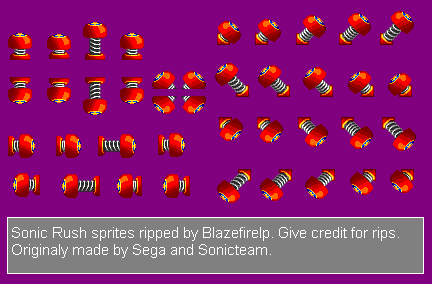 Sonic Rush sprites ripped by Blazefirelp. Give credit for rips.
Originaly made by Sega and Sonicteam.